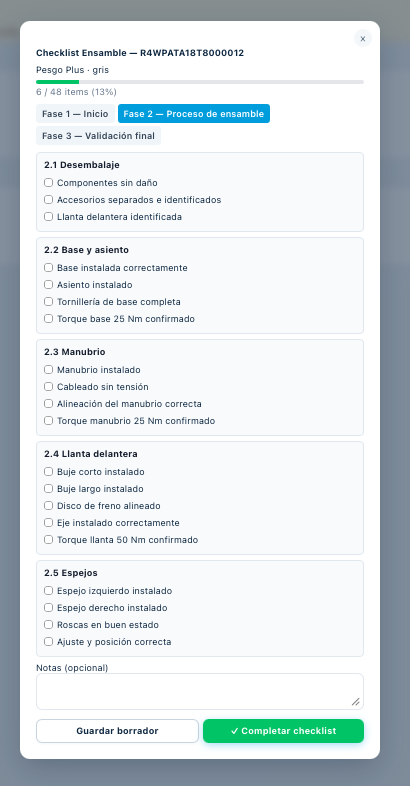 x
Checklist Ensamble — R4WPATA18T8000012
Pesgo Plus · gris
6 / 48 items (13%)
Fase 1 — Inicio
Fase 2 — Proceso de ensamble
Fase 3 — Validación final
2.1 Desembalaje
Componentes sin daño
Accesorios separados e identificados
Llanta delantera identificada
2.2 Base y asiento
Base instalada correctamente
Asiento instalado
Tornillería de base completa
Torque base 25 Nm confirmado
2.3 Manubrio
Manubrio instalado
Cableado sin tensión
Alineación del manubrio correcta
Torque manubrio 25 Nm confirmado
2.4 Llanta delantera
Buje corto instalado
Buje largo instalado
Disco de freno alineado
Eje instalado correctamente
Torque llanta 50 Nm confirmado
2.5 Espejos
Espejo izquierdo instalado
Espejo derecho instalado
Roscas en buen estado
Ajuste y posición correcta
Notas (opcional)
Guardar borrador
✓ Completar checklist